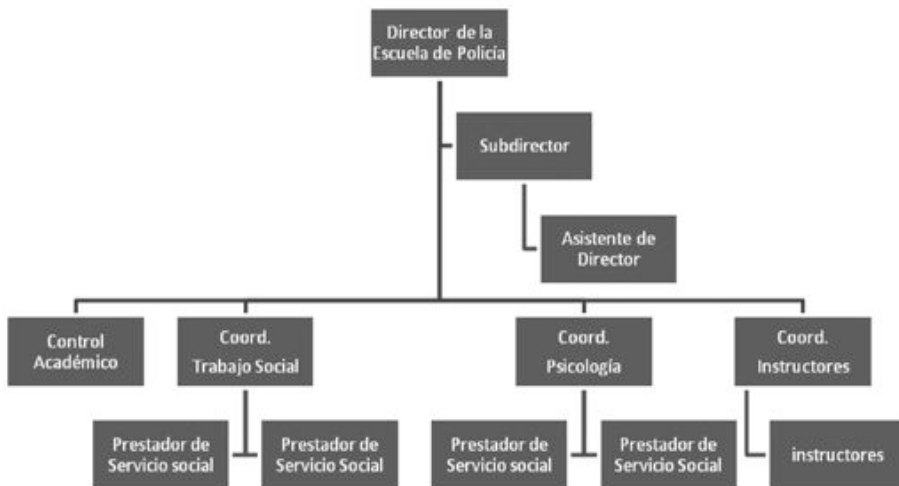 Director de la
Escuela de Policía
Subdirector
Asistente de
Director
Control
Académico
Coord.
Trabajo Social
Coord.
Psicología
Coord.
Instructores
Prestador de
Servicio social
Prestador de
Servicio Social
Prestador de
Servicio social
Prestador de
Servicio Social
instructores